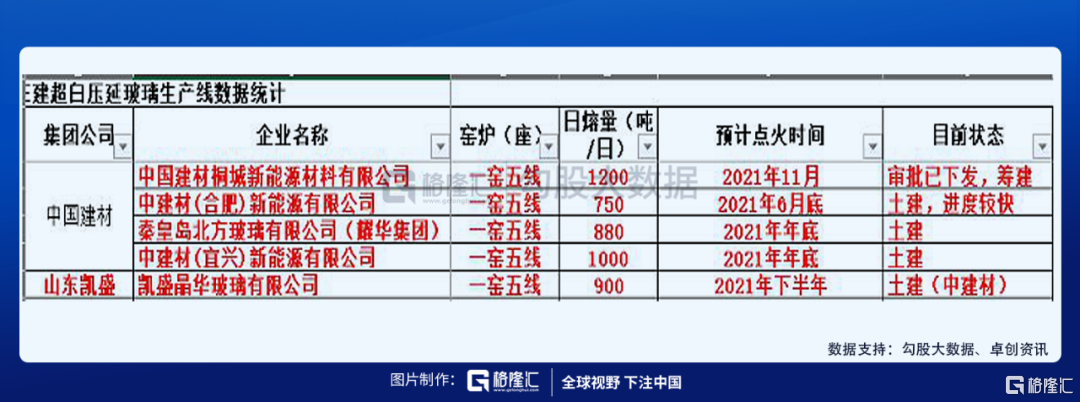 在建超白压延玻璃生产线数据统计
集团公司 企业名称 窑炉（座） 日熔量（吨/日） 预计点火时间 目前状态
中国建材 中国建材桐城新能源材料有限公司 一窑五线 1200 2021年11月 审批已下发，筹建
中建材(合肥)新能源有限公司 一窑五线 750 2021年6月底 土建，进度较快
秦皇岛北方玻璃有限公司（耀华集团） 一窑五线 880 2021年年底 土建
中建材(宜兴)新能源有限公司 一窑五线 1000 2021年年底 土建
山东凯盛 凯盛晶华玻璃有限公司 一窑五线 900 2021年下半年 土建（中建材）
格隆汇 勾股大数据
数据支持：勾股大数据、卓创资讯
图片制作： 格隆汇 www.gelonghui.com 全球视野 下注中国
格隆汇